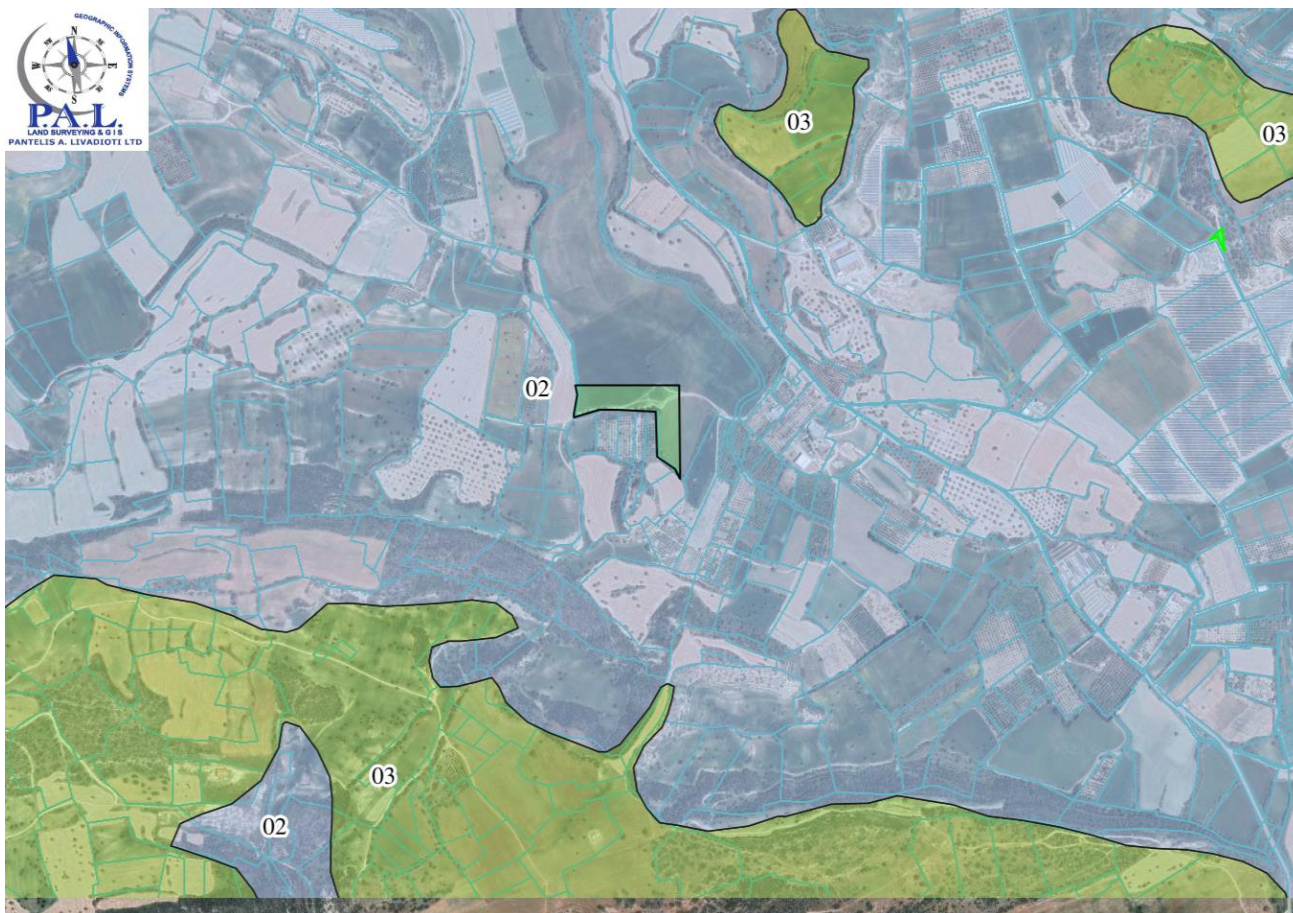 GEOGRAPHIC INFORMATION SYSTEMS
N
E
S
W
P.A.L.
LAND SURVEYING & G I S
PANTELIS A. LIVADIOTI LTD
03
03
02
03
02